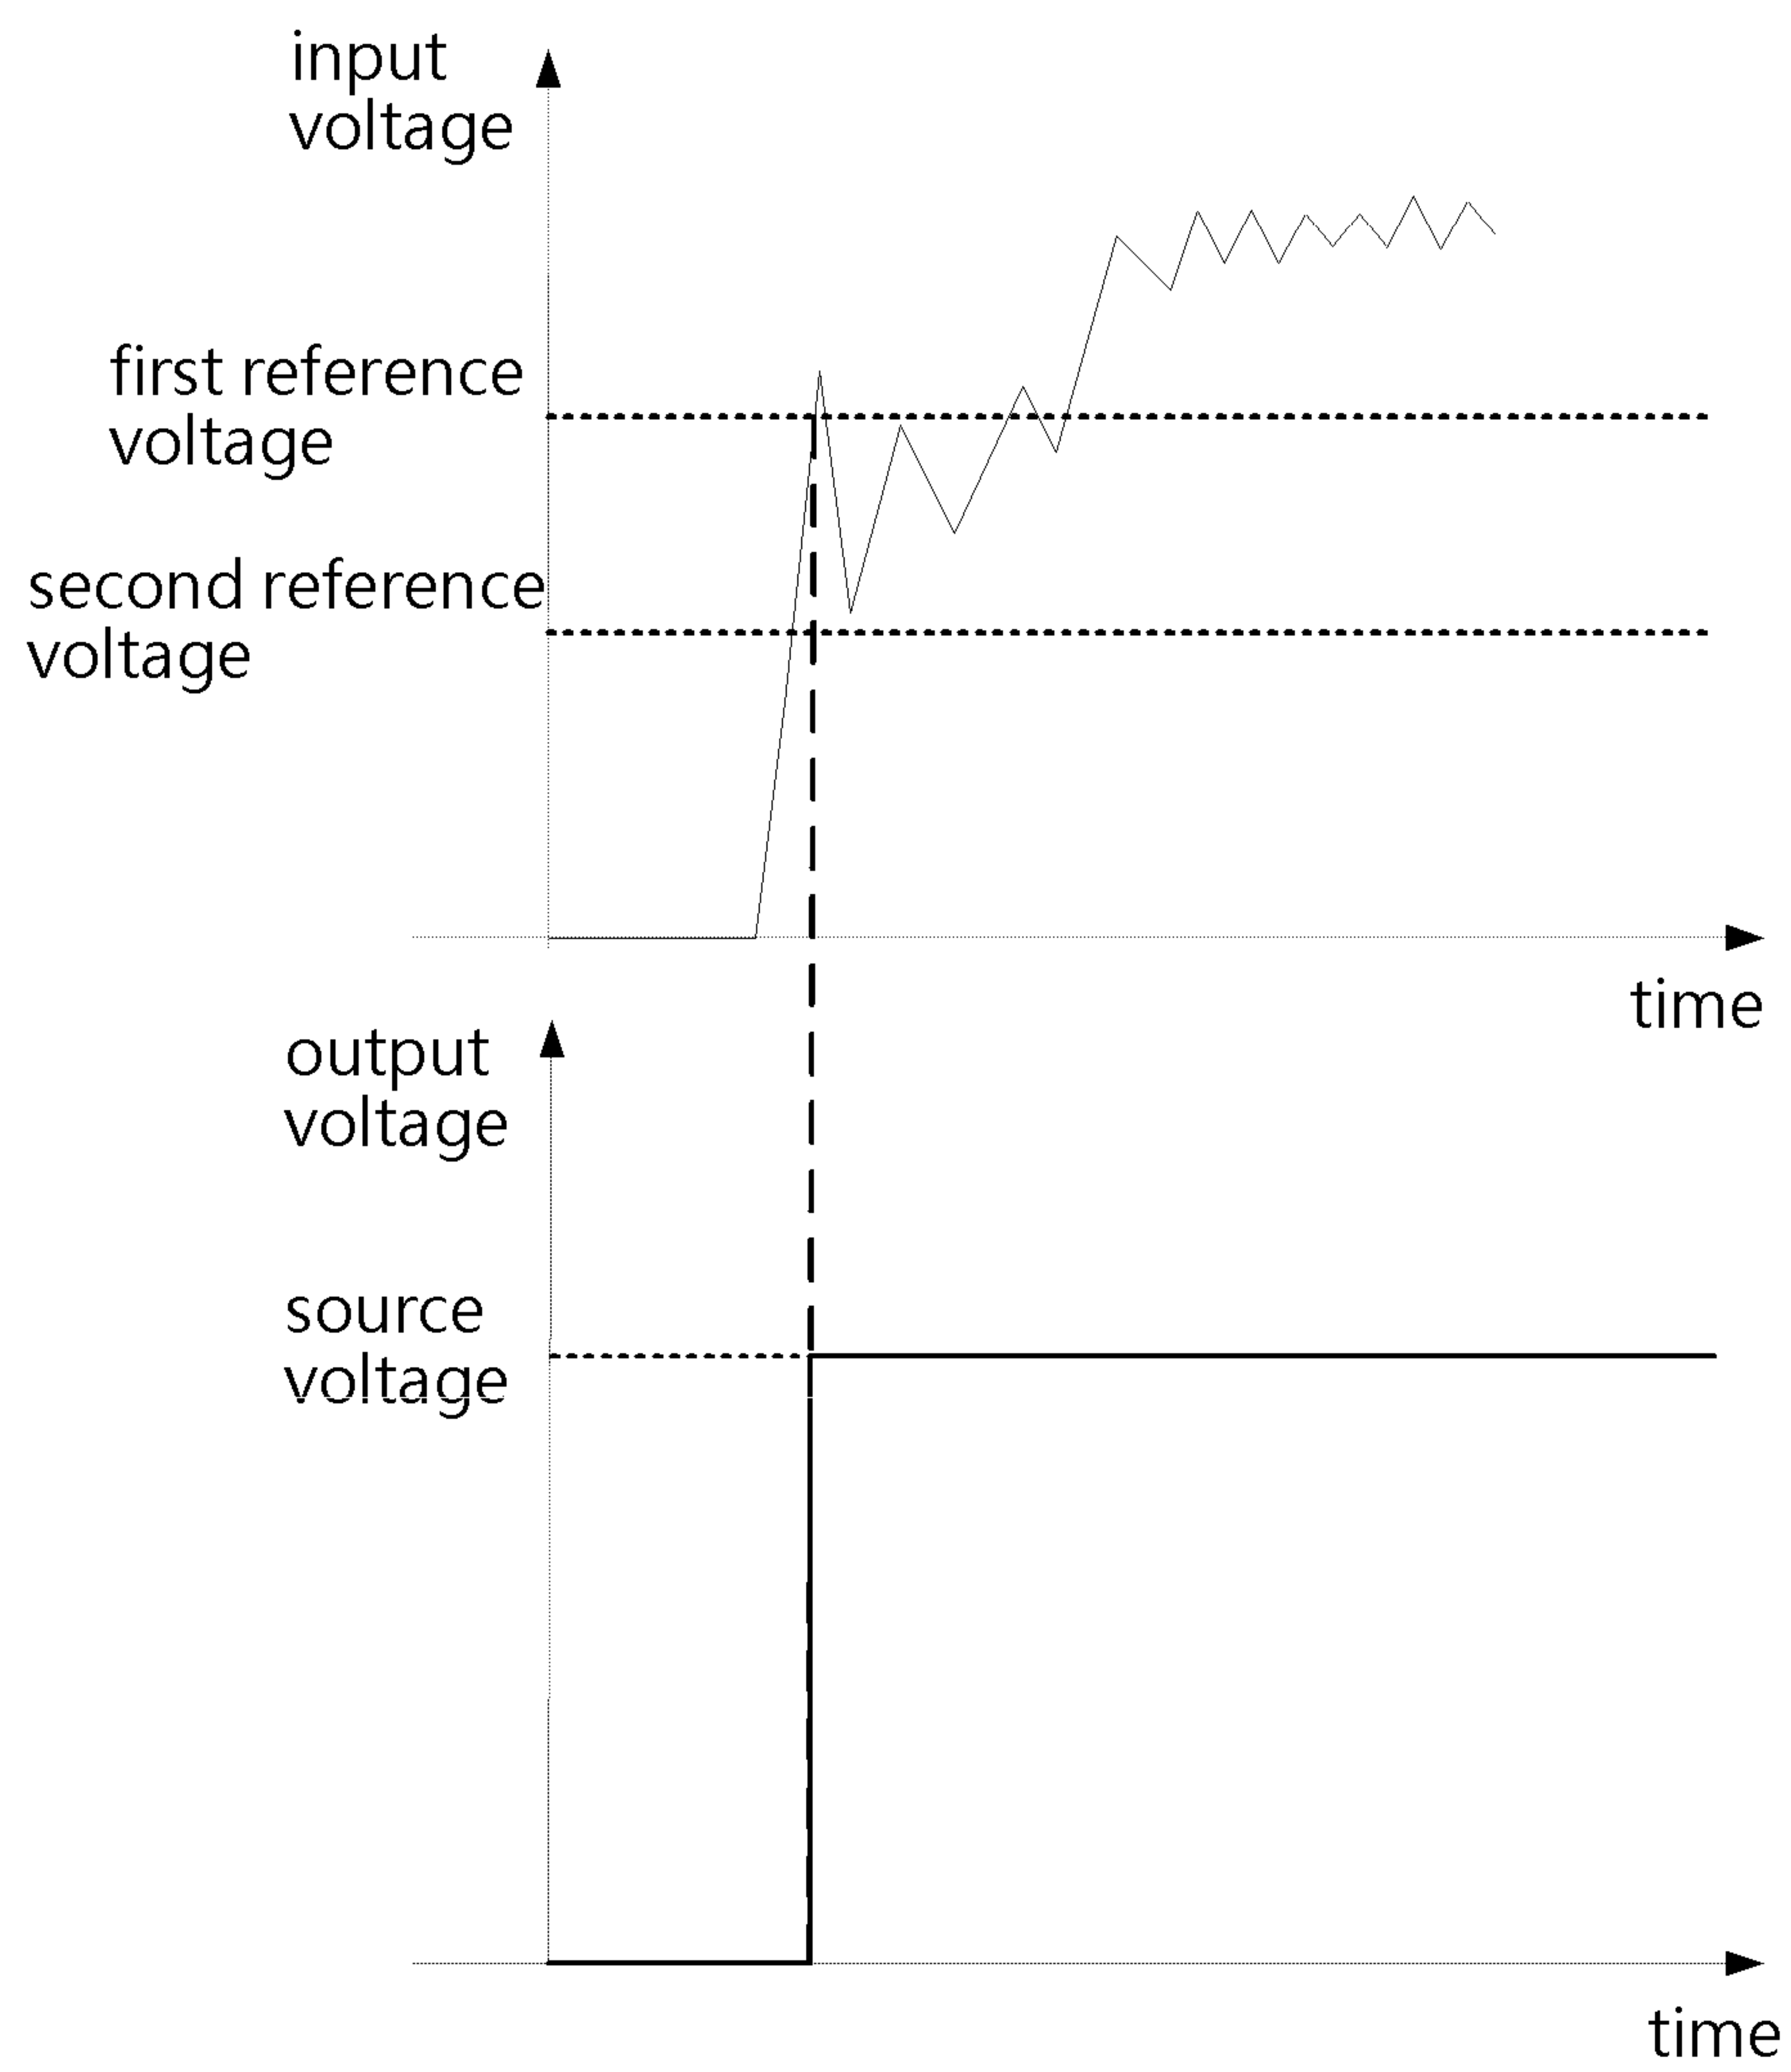 input
voltage
first reference
voltage
second reference
voltage
time
output
voltage
source
voltage
time